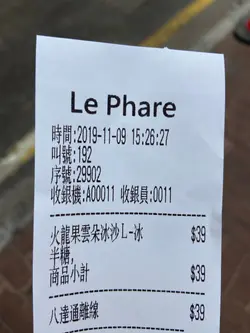 Le Phare
時間:2019-11-09 15:26:27
叫號:192
序號:29902
收銀機:A00011 收銀員:0011
火龍果雲朵冰沙L-冰 $39
半糖,
商品小計 $39
八達通離線 $39